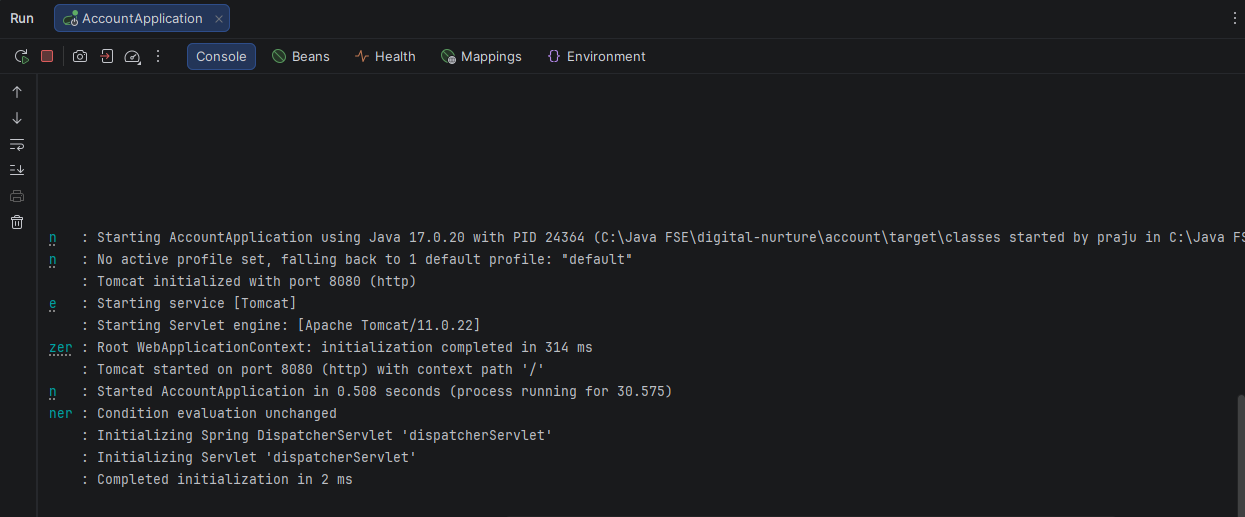 Run AccountApplication
Console Beans Health Mappings Environment
n : Starting AccountApplication using Java 17.0.20 with PID 24364 (C:\Java FSE\digital-nurture\account\target\classes started by praju in C:\Java FS
n : No active profile set, falling back to 1 default profile: "default"
: Tomcat initialized with port 8080 (http)
e : Starting service [Tomcat]
: Starting Servlet engine: [Apache Tomcat/11.0.22]
zer : Root WebApplicationContext: initialization completed in 314 ms
: Tomcat started on port 8080 (http) with context path '/'
n : Started AccountApplication in 0.508 seconds (process running for 30.575)
ner : Condition evaluation unchanged
: Initializing Spring DispatcherServlet 'dispatcherServlet'
: Initializing Servlet 'dispatcherServlet'
: Completed initialization in 2 ms